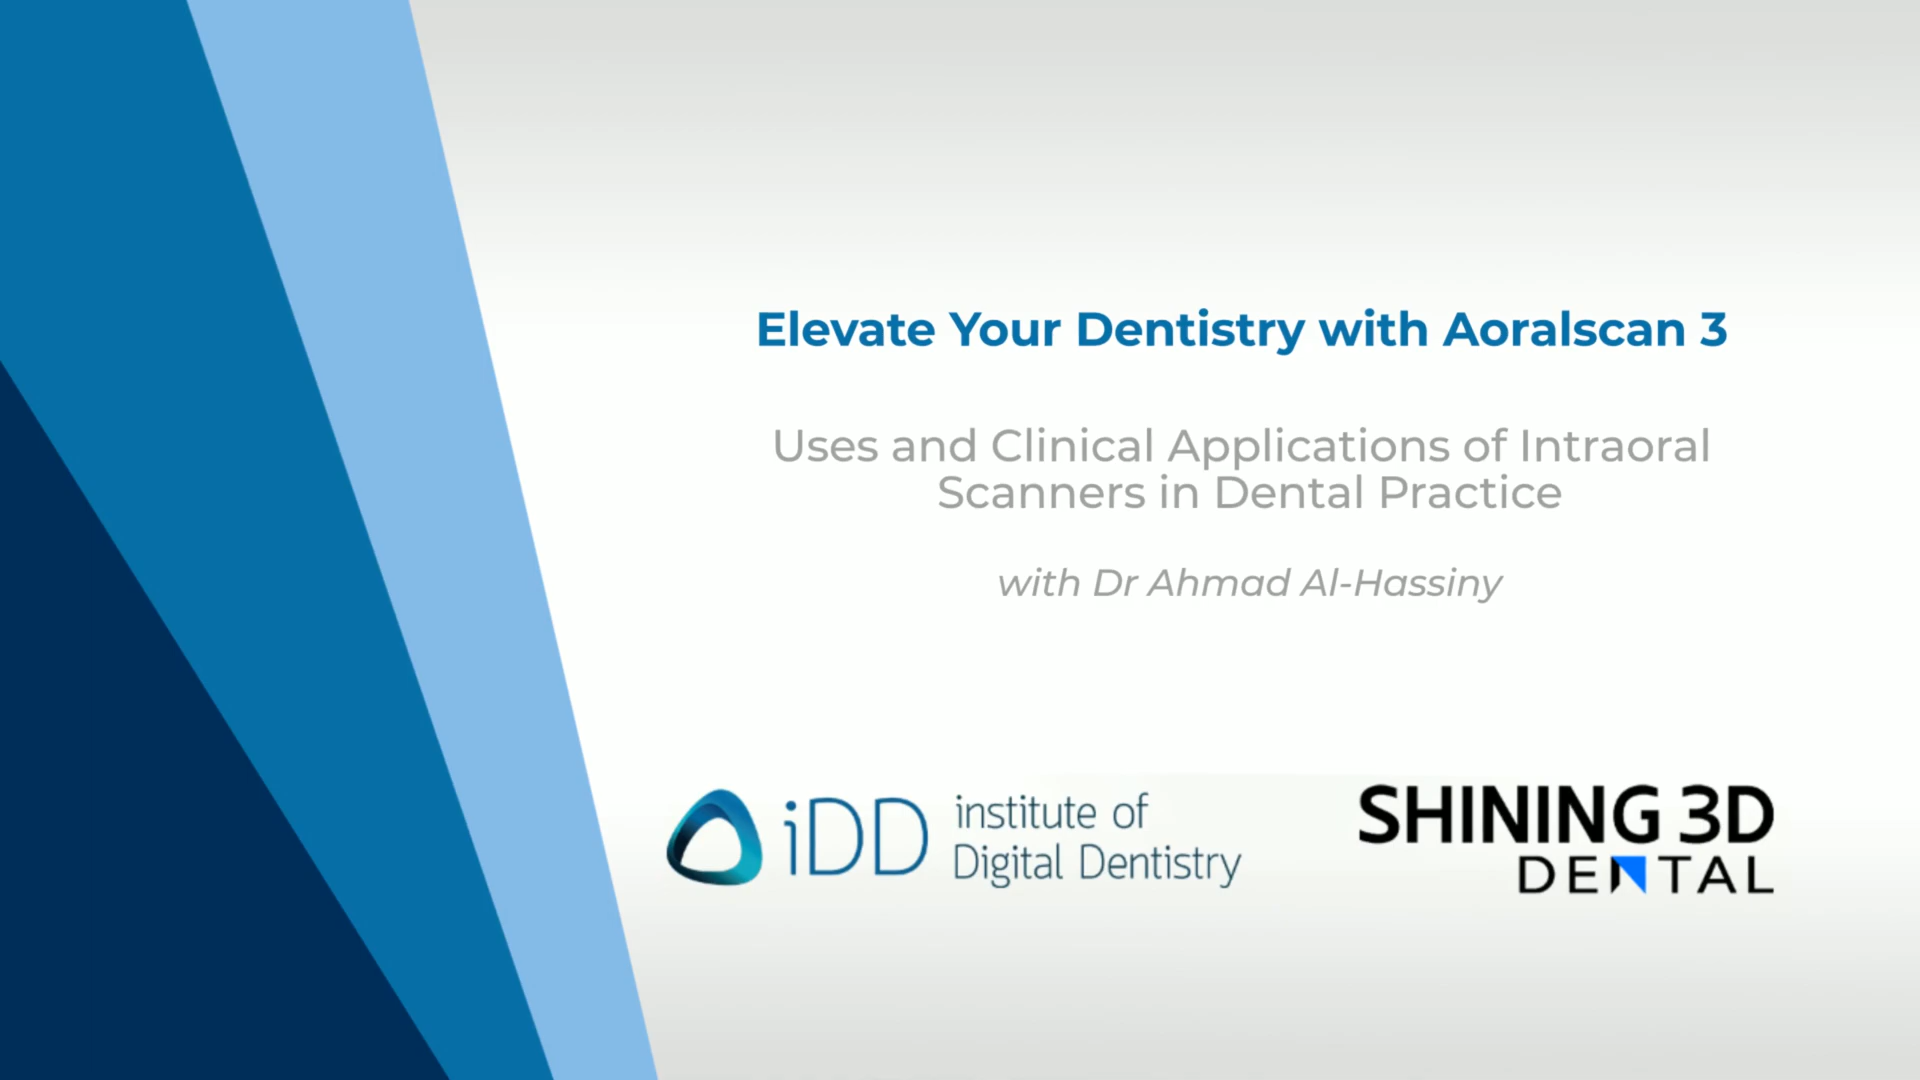 Elevate Your Dentistry with Aoralscan 3
Uses and Clinical Applications of Intraoral
Scanners in Dental Practice
with Dr Ahmad Al-Hassiny
iDD
institute of
Digital Dentistry
SHINING 3D
DENTAL